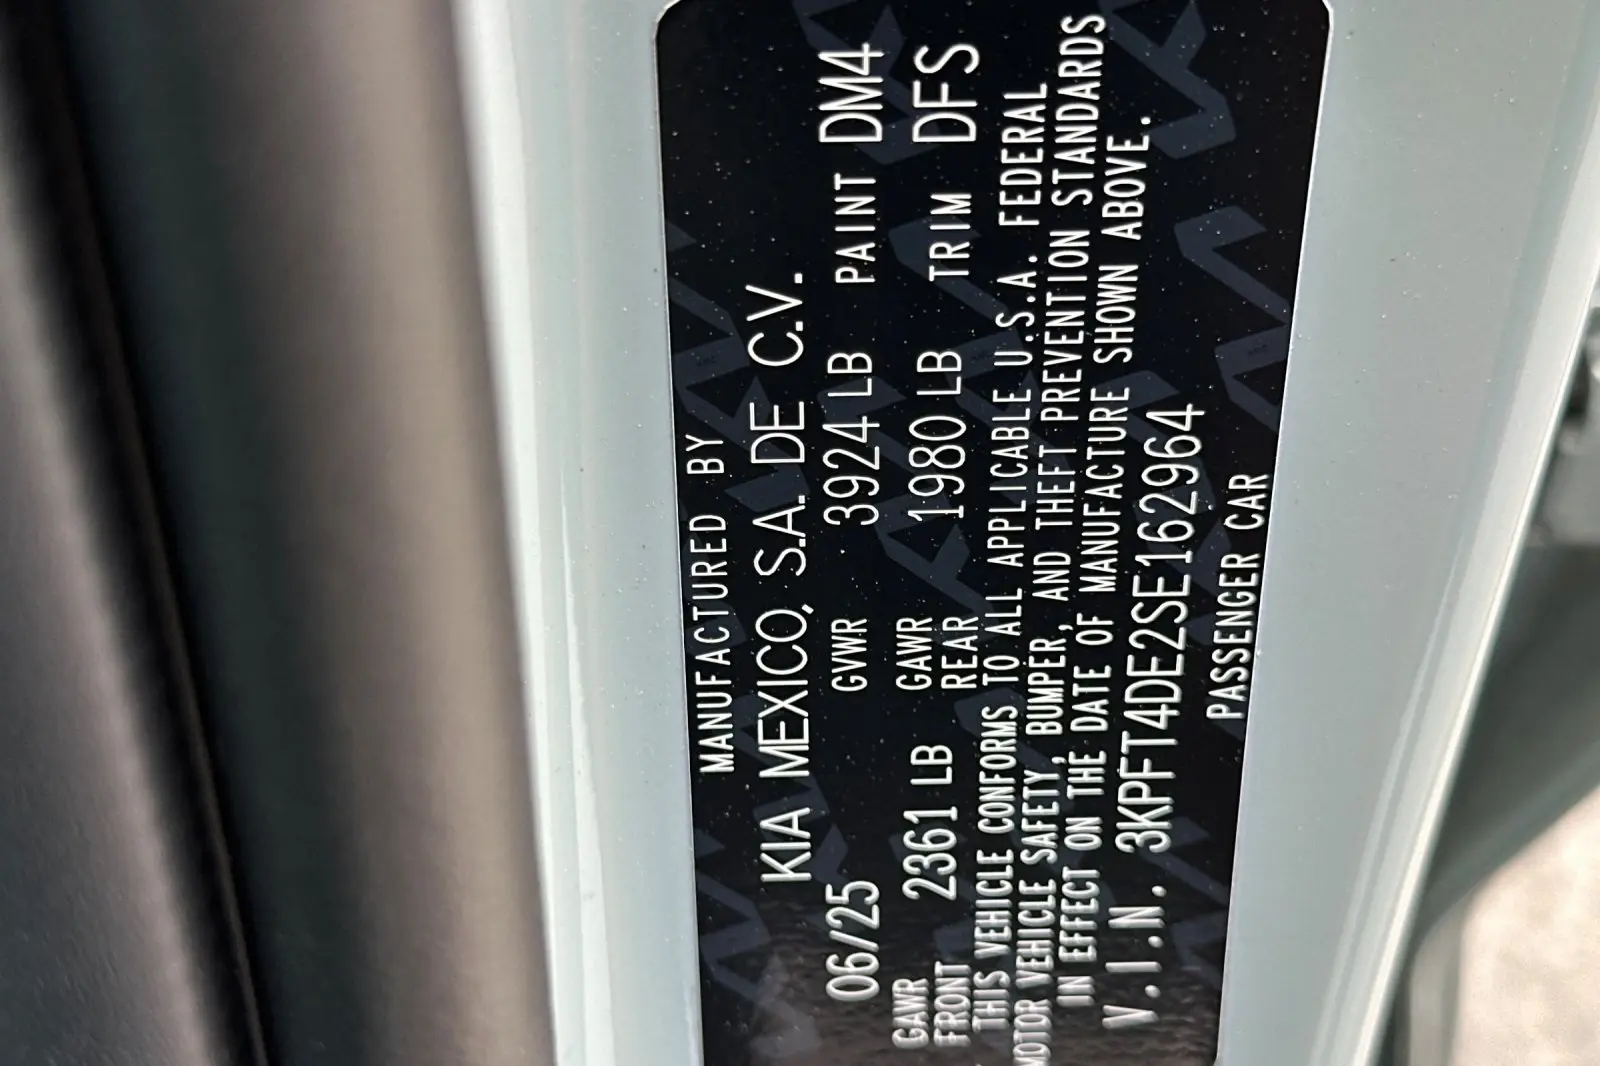 MANUFACTURED BY
KIA MEXICO, S.A. DE C.V.
06/25 GVWR 3924 LB PAINT DM4
GAWR FRONT 2361 LB GAWR REAR 1980 LB TRIM DFS
THIS VEHICLE CONFORMS TO ALL APPLICABLE U.S.A. FEDERAL
MOTOR VEHICLE SAFETY, BUMPER, AND THEFT PREVENTION STANDARDS
IN EFFECT ON THE DATE OF MANUFACTURE SHOWN ABOVE.
V.I.N. 3KPFT4DE2SE162964
PASSENGER CAR